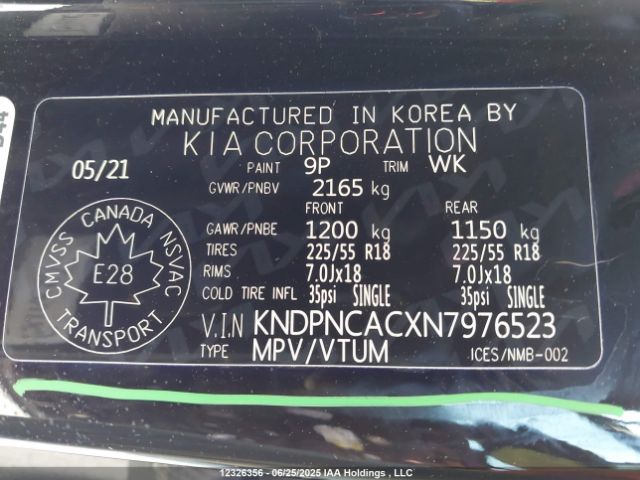 MANUFACTURED IN KOREA BY
KIA CORPORATION
05/21 PAINT 9P TRIM WK
GVWR/PNBV 2165 kg
FRONT REAR
GAWR/PNBE 1200 kg 1150 kg
TIRES 225/55 R18 225/55 R18
RIMS 7.0Jx18 7.0Jx18
COLD TIRE INFL 35psi SINGLE 35psi SINGLE
V.I.N KNDPNCACXN7976523
TYPE MPV/VTUM ICES/NMB-002
CANADA
CMVSS NSVAC
E28
TRANSPORT
12326356 - 06/25/2025 IAA Holdings , LLC